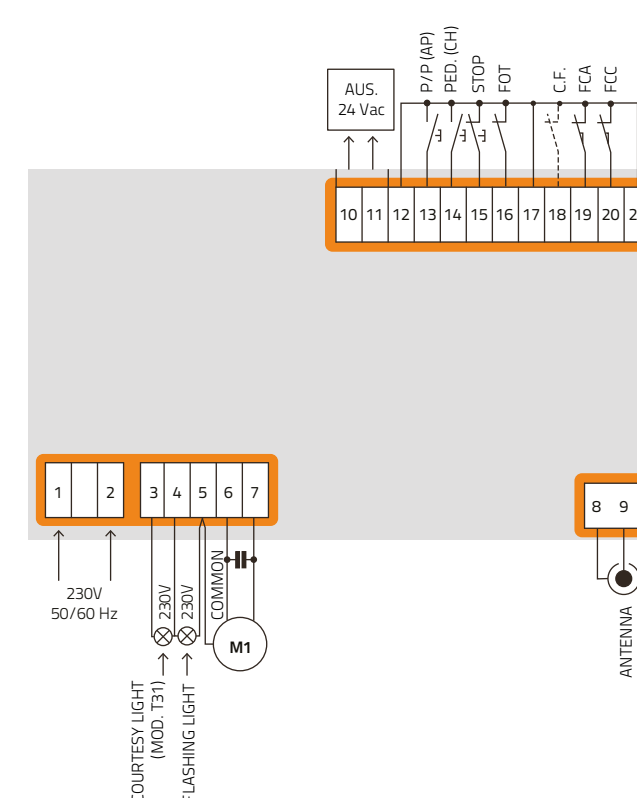 P/P (AP)
PED. (CH)
STOP
FOT
C.F.
FCA
FCC
AUS.
24 Vac
10 11 12 13 14 15 16 17 18 19 20 2
1 2 3 4 5 6 7
8 9
230V
50/60 Hz
230V
230V
COMMON
M1
COURTESY LIGHT
(MOD. T31)
FLASHING LIGHT
ANTENNA